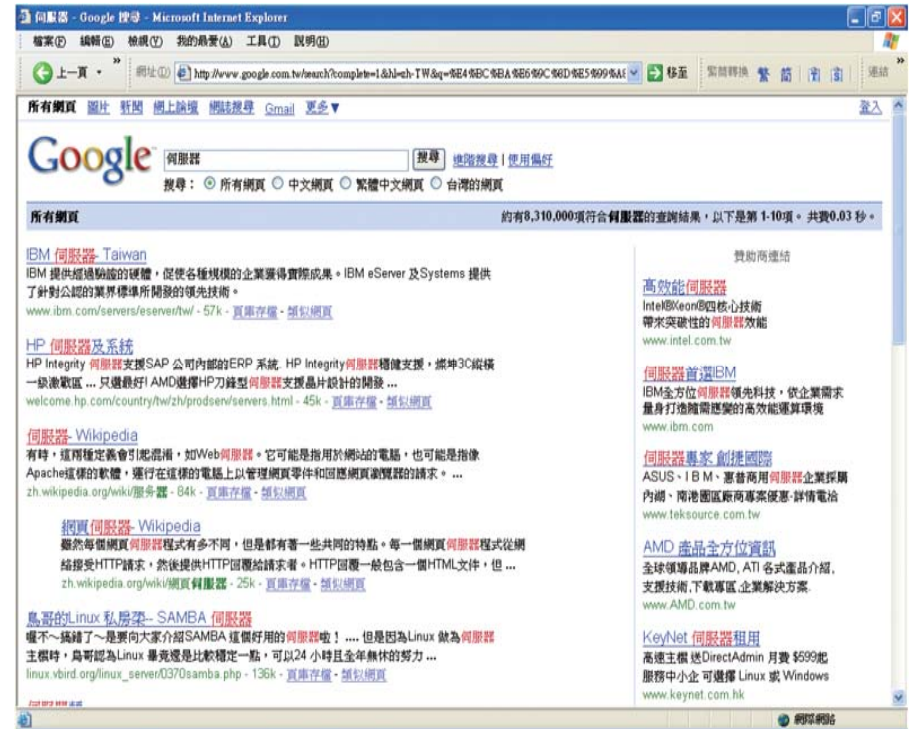 伺服器 - Google 搜尋 - Microsoft Internet Explorer
檔案(F) 編輯(E) 檢視(V) 我的最愛(A) 工具(T) 說明(H)
上一頁 網址(D) http://www.google.com.tw/search?complete=1&hl=zh-TW&q=%E4%BC%BA%E6%9C%8D%E5%99%A8 移至 繁簡轉換 繁 簡 連結
所有網頁 圖片 新聞 網上論壇 網誌搜尋 Gmail 更多▼ 登入
Google 伺服器 搜尋 進階搜尋 | 使用偏好
搜尋: 所有網頁 中文網頁 繁體中文網頁 台灣的網頁
所有網頁 約有8,310,000項符合伺服器的查詢結果,以下是第 1-10項。 共費0.03 秒。
IBM 伺服器- Taiwan
IBM 提供經過驗證的硬體,促使各種規模的企業獲得實際成果。IBM eServer 及Systems 提供
了針對公認的業界標準所開發的領先技術。
www.ibm.com/servers/eserver/tw/ - 57k - 頁庫存檔 - 類似網頁
HP 伺服器及系統
HP Integrity 伺服器支援SAP 公司內部的ERP 系統. HP Integrity伺服器穩健支援,燦坤3C縱橫
一級激戰區 ... 只選最好! AMD選擇HP刀鋒型伺服器支援晶片設計的開發 ...
welcome.hp.com/country/tw/zh/prodserv/servers.html - 45k - 頁庫存檔 - 類似網頁
伺服器- Wikipedia
有時,這兩種定義會引起混淆,如Web伺服器。它可能是指用於網站的電腦,也可能是指像
Apache這樣的軟體,運行在這樣的電腦上以管理網頁零件和回應網頁瀏覽器的請求。 ...
zh.wikipedia.org/wiki/服务器 - 84k - 頁庫存檔 - 類似網頁
網頁伺服器- Wikipedia
雖然每個網頁伺服器程式有多不同,但是都有著一些共同的特點。每一個網頁伺服器程式從網
絡接受HTTP請求,然後提供HTTP回覆給請求者。HTTP回覆一般包含一個HTML文件,但 ...
zh.wikipedia.org/wiki/網頁伺服器 - 25k - 頁庫存檔 - 類似網頁
鳥哥的Linux 私房菜-- SAMBA 伺服器
喔不~搞錯了~是要向大家介紹SAMBA 這個好用的伺服器啦! .... 但是因為Linux 做為伺服器
主機時,鳥哥認為Linux 畢竟還是比較穩定一點,可以24 小時且全年無休的努力 ...
linux.vbird.org/linux_server/0370samba.php - 136k - 頁庫存檔 - 類似網頁
贊助商連結
高效能伺服器
Intel®Xeon®四核心技術
帶來突破性的伺服器效能
www.intel.com.tw
伺服器首選IBM
IBM全方位伺服器領先科技,依企業需求
量身打造隨需應變的高效能運算環境
www.ibm.com
伺服器專家 創捷國際
ASUS、I B M、惠普商用伺服器企業採購
內湖、南港園區廠商專案優惠-詳情電洽
www.teksource.com.tw
AMD 產品全方位資訊
全球領導品牌AMD, ATI 各式產品介紹,
支援技術,下載專區,企業解決方案.
www.AMD.com.tw
KeyNet 伺服器租用
高速主機 送DirectAdmin 月費 $599起
服務中小企 可選擇 Linux 或 Windows
www.keynet.com.hk
網際網路